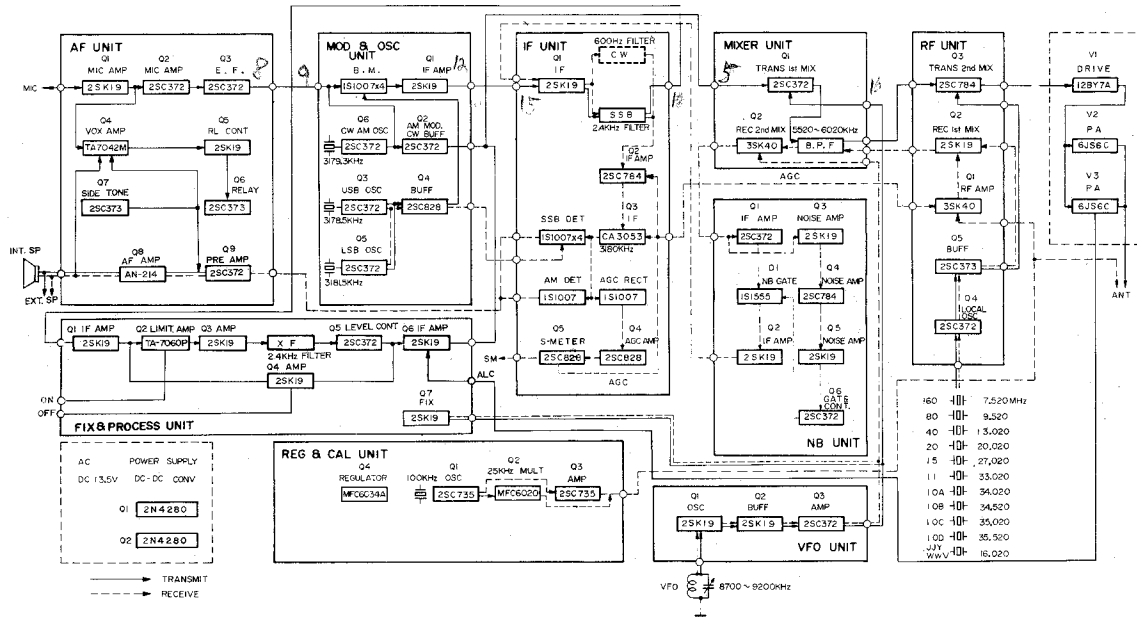 AF UNIT
Q1
MIC AMP
2SK19
Q2
MIC AMP
2SC372
Q3
E. F.
2SC372
MIC
Q4
VOX AMP
TA7042M
Q5
RL CONT
2SK19
Q7
SIDE TONE
2SC373
Q6
RELAY
2SC373
INT. SP
EXT. SP
Q8
AF AMP
AN-214
Q9
PRE AMP
2SC372
8
9
MOD & OSC
UNIT
B. M.
1S1007x4
Q1
IF AMP
2SK19
12
Q6
CW AM OSC
2SC372
3179.3KHz
Q2
AM MOD.
CW BUFF
2SC372
Q3
USB OSC
2SC372
3178.5KHz
Q4
BUFF
2SC828
Q5
LSB OSC
2SC372
3181.5KHz
IF UNIT
600Hz FILTER
CW
Q1
IF
2SK19
SSB
2.4KHz FILTER
Q2
IF AMP
2SC784
SSB DET
1S1007x4
Q3
IF
CA3053
3180KHz
AM DET
1S1007
AGC RECT
1S1007
Q5
S-METER
2SC828
Q4
AGC AMP
2SC828
SM
AGC
MIXER UNIT
5
Q1
TRANS 1st MIX
2SC372
Q2
REC 2nd MIX
3SK40
5520~6020KHz
B.P.F
AGC
RF UNIT
Q3
TRANS 2nd MIX
2SC784
Q2
REC 1st MIX
2SK19
Q1
RF AMP
3SK40
Q5
BUFF
2SC373
Q4
LOCAL
OSC
2SC372
V1
DRIVE
12BY7A
V2
PA
6JS6C
V3
PA
6JS6C
ANT
Q1
IF AMP
2SC372
Q3
NOISE AMP
2SK19
D1
NB GATE
1S1555
Q4
NOISE AMP
2SC784
Q2
IF AMP
2SK19
Q5
NOISE AMP
2SK19
Q6
GATE
CONT.
2SC372
NB UNIT
Q1 IF AMP
2SK19
Q2 LIMIT. AMP
TA-7060P
Q3 AMP
2SK19
XF
2.4KHz FILTER
Q5 LEVEL CONT
2SC372
Q6 IF AMP
2SK19
Q4 AMP
2SK19
ALC
ON
OFF
Q7
FIX
2SK19
FIX & PROCESS UNIT
AC POWER SUPPLY
DC 13.5V DC-DC CONV
Q1 2N4280
Q2 2N4280
TRANSMIT
RECEIVE
REG & CAL UNIT
Q4
REGULATOR
MFC6034A
100KHz
Q1
OSC
2SC735
Q2
25KHz MULT
MFC6020
Q3
AMP
2SC735
Q1
OSC
2SK19
Q2
BUFF
2SK19
Q3
AMP
2SC372
VFO UNIT
VFO 8700~9200KHz
160 7.520 MHz
80 9.520
40 13.020
20 20.020
15 27.020
11 33.020
10A 34.020
10B 34.520
10C 35.020
10D 35.520
JJY
WWV 16.020